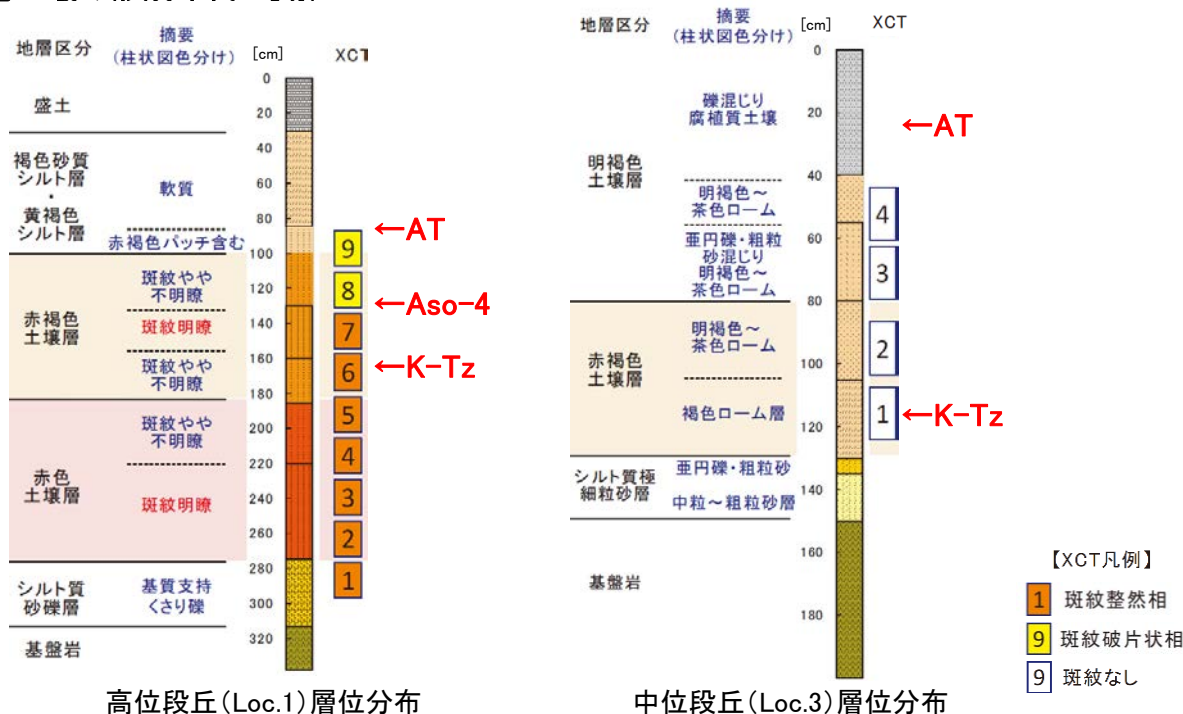 地層区分
摘要
(柱状図色分け)
[cm]
XCT
盛土
褐色砂質
シルト層
・
黄褐色
シルト層
軟質
赤褐色パッチ含む
赤褐色
土壌層
斑紋やや
不明瞭
斑紋明瞭
斑紋やや
不明瞭
赤色
土壌層
斑紋やや
不明瞭
斑紋明瞭
シルト質
砂礫層
基質支持
くさり礫
基盤岩
0
20
40
60
80
100
120
140
160
180
200
220
240
260
280
300
320
9
8
7
6
5
4
3
2
1
←AT
←Aso-4
←K-Tz
高位段丘(Loc.1)層位分布
地層区分
摘要
(柱状図色分け)
[cm]
XCT
明褐色
土壌層
礫混じり
腐植質土壌
明褐色～
茶色ローム
亜円礫・粗粒
砂混じり
明褐色～
茶色ローム
赤褐色
土壌層
明褐色～
茶色ローム
褐色ローム層
シルト質極
細粒砂層
亜円礫・粗粒砂
中粒～粗粒砂層
基盤岩
0
20
40
60
80
100
120
140
160
180
4
3
2
1
←AT
←K-Tz
中位段丘(Loc.3)層位分布
【XCT凡例】
1 斑紋整然相
9 斑紋破片状相
9 斑紋なし